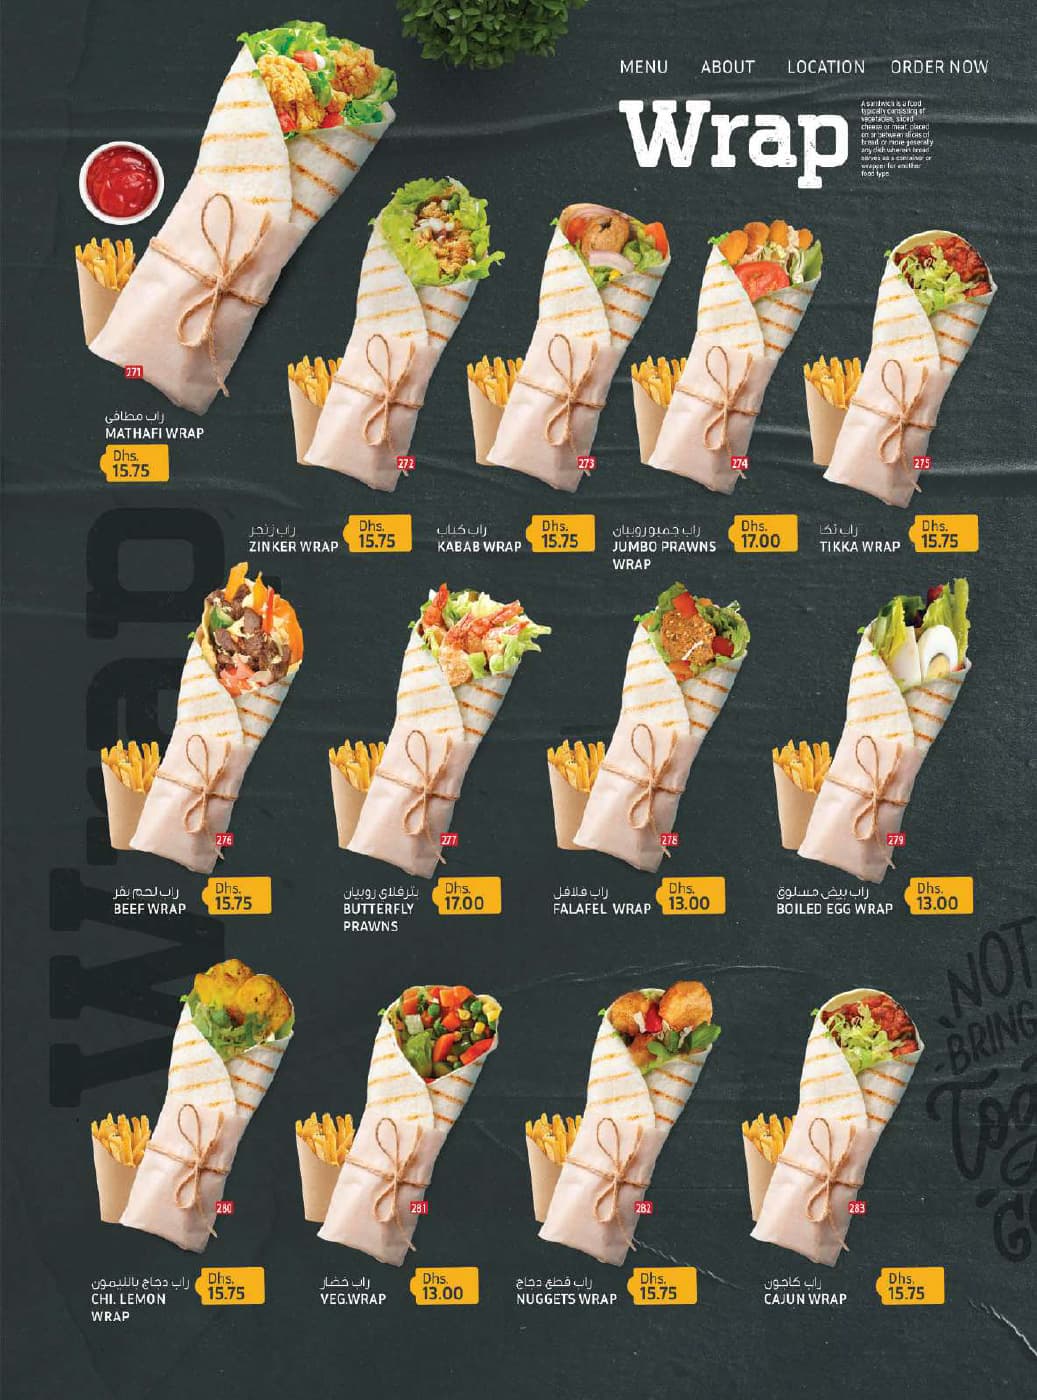 MENU ABOUT LOCATION ORDER NOW
Wrap
A sandwich is a food
typically consisting of
vegetables, sliced
cheese or meat, placed
on or between slices of
bread, or more generally
any dish wherein bread
serves as a container or
wrapper for another
food type.
271
راب مطافي
MATHAFI WRAP
Dhs.
15.75
272
راب زنجر
ZINKER WRAP
Dhs.
15.75
273
راب كباب
KABAB WRAP
Dhs.
15.75
274
راب جمبو روبيان
JUMBO PRAWNS
WRAP
Dhs.
17.00
275
راب تكا
TIKKA WRAP
Dhs.
15.75
Wrap
276
راب لحم بقر
BEEF WRAP
Dhs.
15.75
277
بترفلاي روبيان
BUTTERFLY
PRAWNS
Dhs.
17.00
278
راب فلافل
FALAFEL WRAP
Dhs.
13.00
279
راب بيض مسلوق
BOILED EGG WRAP
Dhs.
13.00
NOT
BRING
Too
280
راب دجاج بالليمون
CHI. LEMON
WRAP
Dhs.
15.75
281
راب خضار
VEG.WRAP
Dhs.
13.00
282
راب قطع دجاج
NUGGETS WRAP
Dhs.
15.75
283
راب كاجون
CAJUN WRAP
Dhs.
15.75